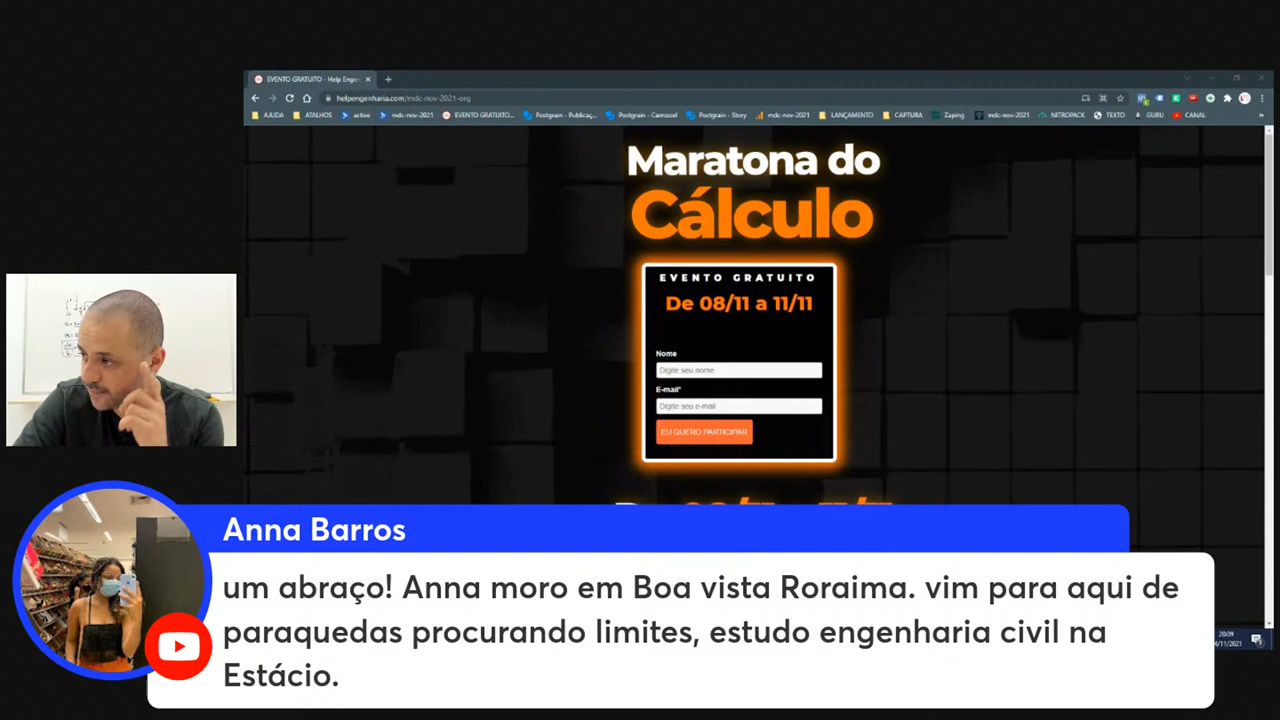 EVENTO GRATUITO - Help Engen
helpengenharia.com/mdc-nov-2021-org
AJUDA ATALHOS active mdc-nov-2021 EVENTO GRATUITO... Postgrain - Publicaç... Postgrain - Carrossel Postgrain - Story mdc-nov-2021 LANÇAMENTO CAPTURA Zaping mdc-nov-2021 NITROPACK TEXTO GURU CANAL
Maratona do
Cálculo
EVENTO GRATUITO
De 08/11 a 11/11
Nome
Digite seu nome
E-mail*
Digite seu e-mail
EU QUERO PARTICIPAR
20:09
Anna Barros
um abraço! Anna moro em Boa vista Roraima. vim para aqui de
paraquedas procurando limites, estudo engenharia civil na
Estácio.